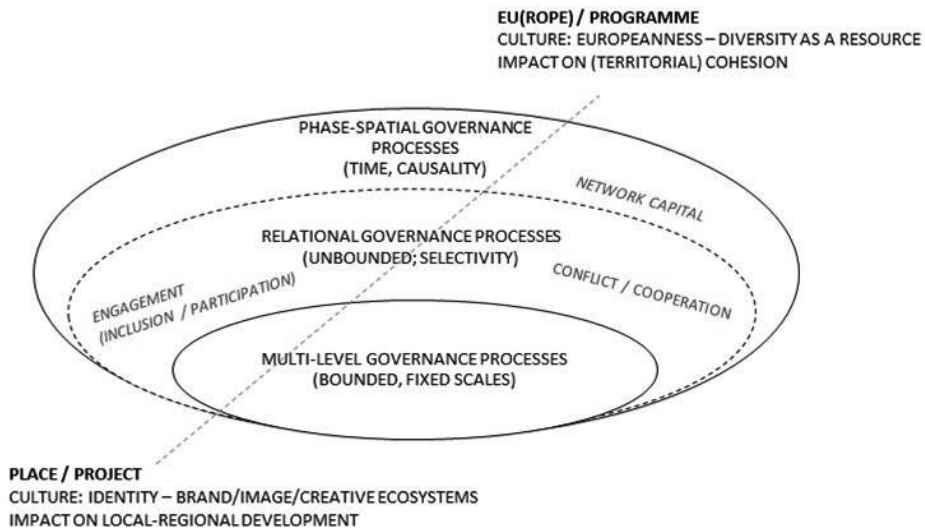 EU(ROPE) / PROGRAMME
CULTURE: EUROPEANNESS – DIVERSITY AS A RESOURCE
IMPACT ON (TERRITORIAL) COHESION
PHASE-SPATIAL GOVERNANCE
PROCESSES
(TIME, CAUSALITY)
NETWORK CAPITAL
RELATIONAL GOVERNANCE PROCESSES
(UNBOUNDED; SELECTIVITY)
ENGAGEMENT
(INCLUSION / PARTICIPATION)
CONFLICT / COOPERATION
MULTI-LEVEL GOVERNANCE PROCESSES
(BOUNDED, FIXED SCALES)
PLACE / PROJECT
CULTURE: IDENTITY – BRAND/IMAGE/CREATIVE ECOSYSTEMS
IMPACT ON LOCAL-REGIONAL DEVELOPMENT